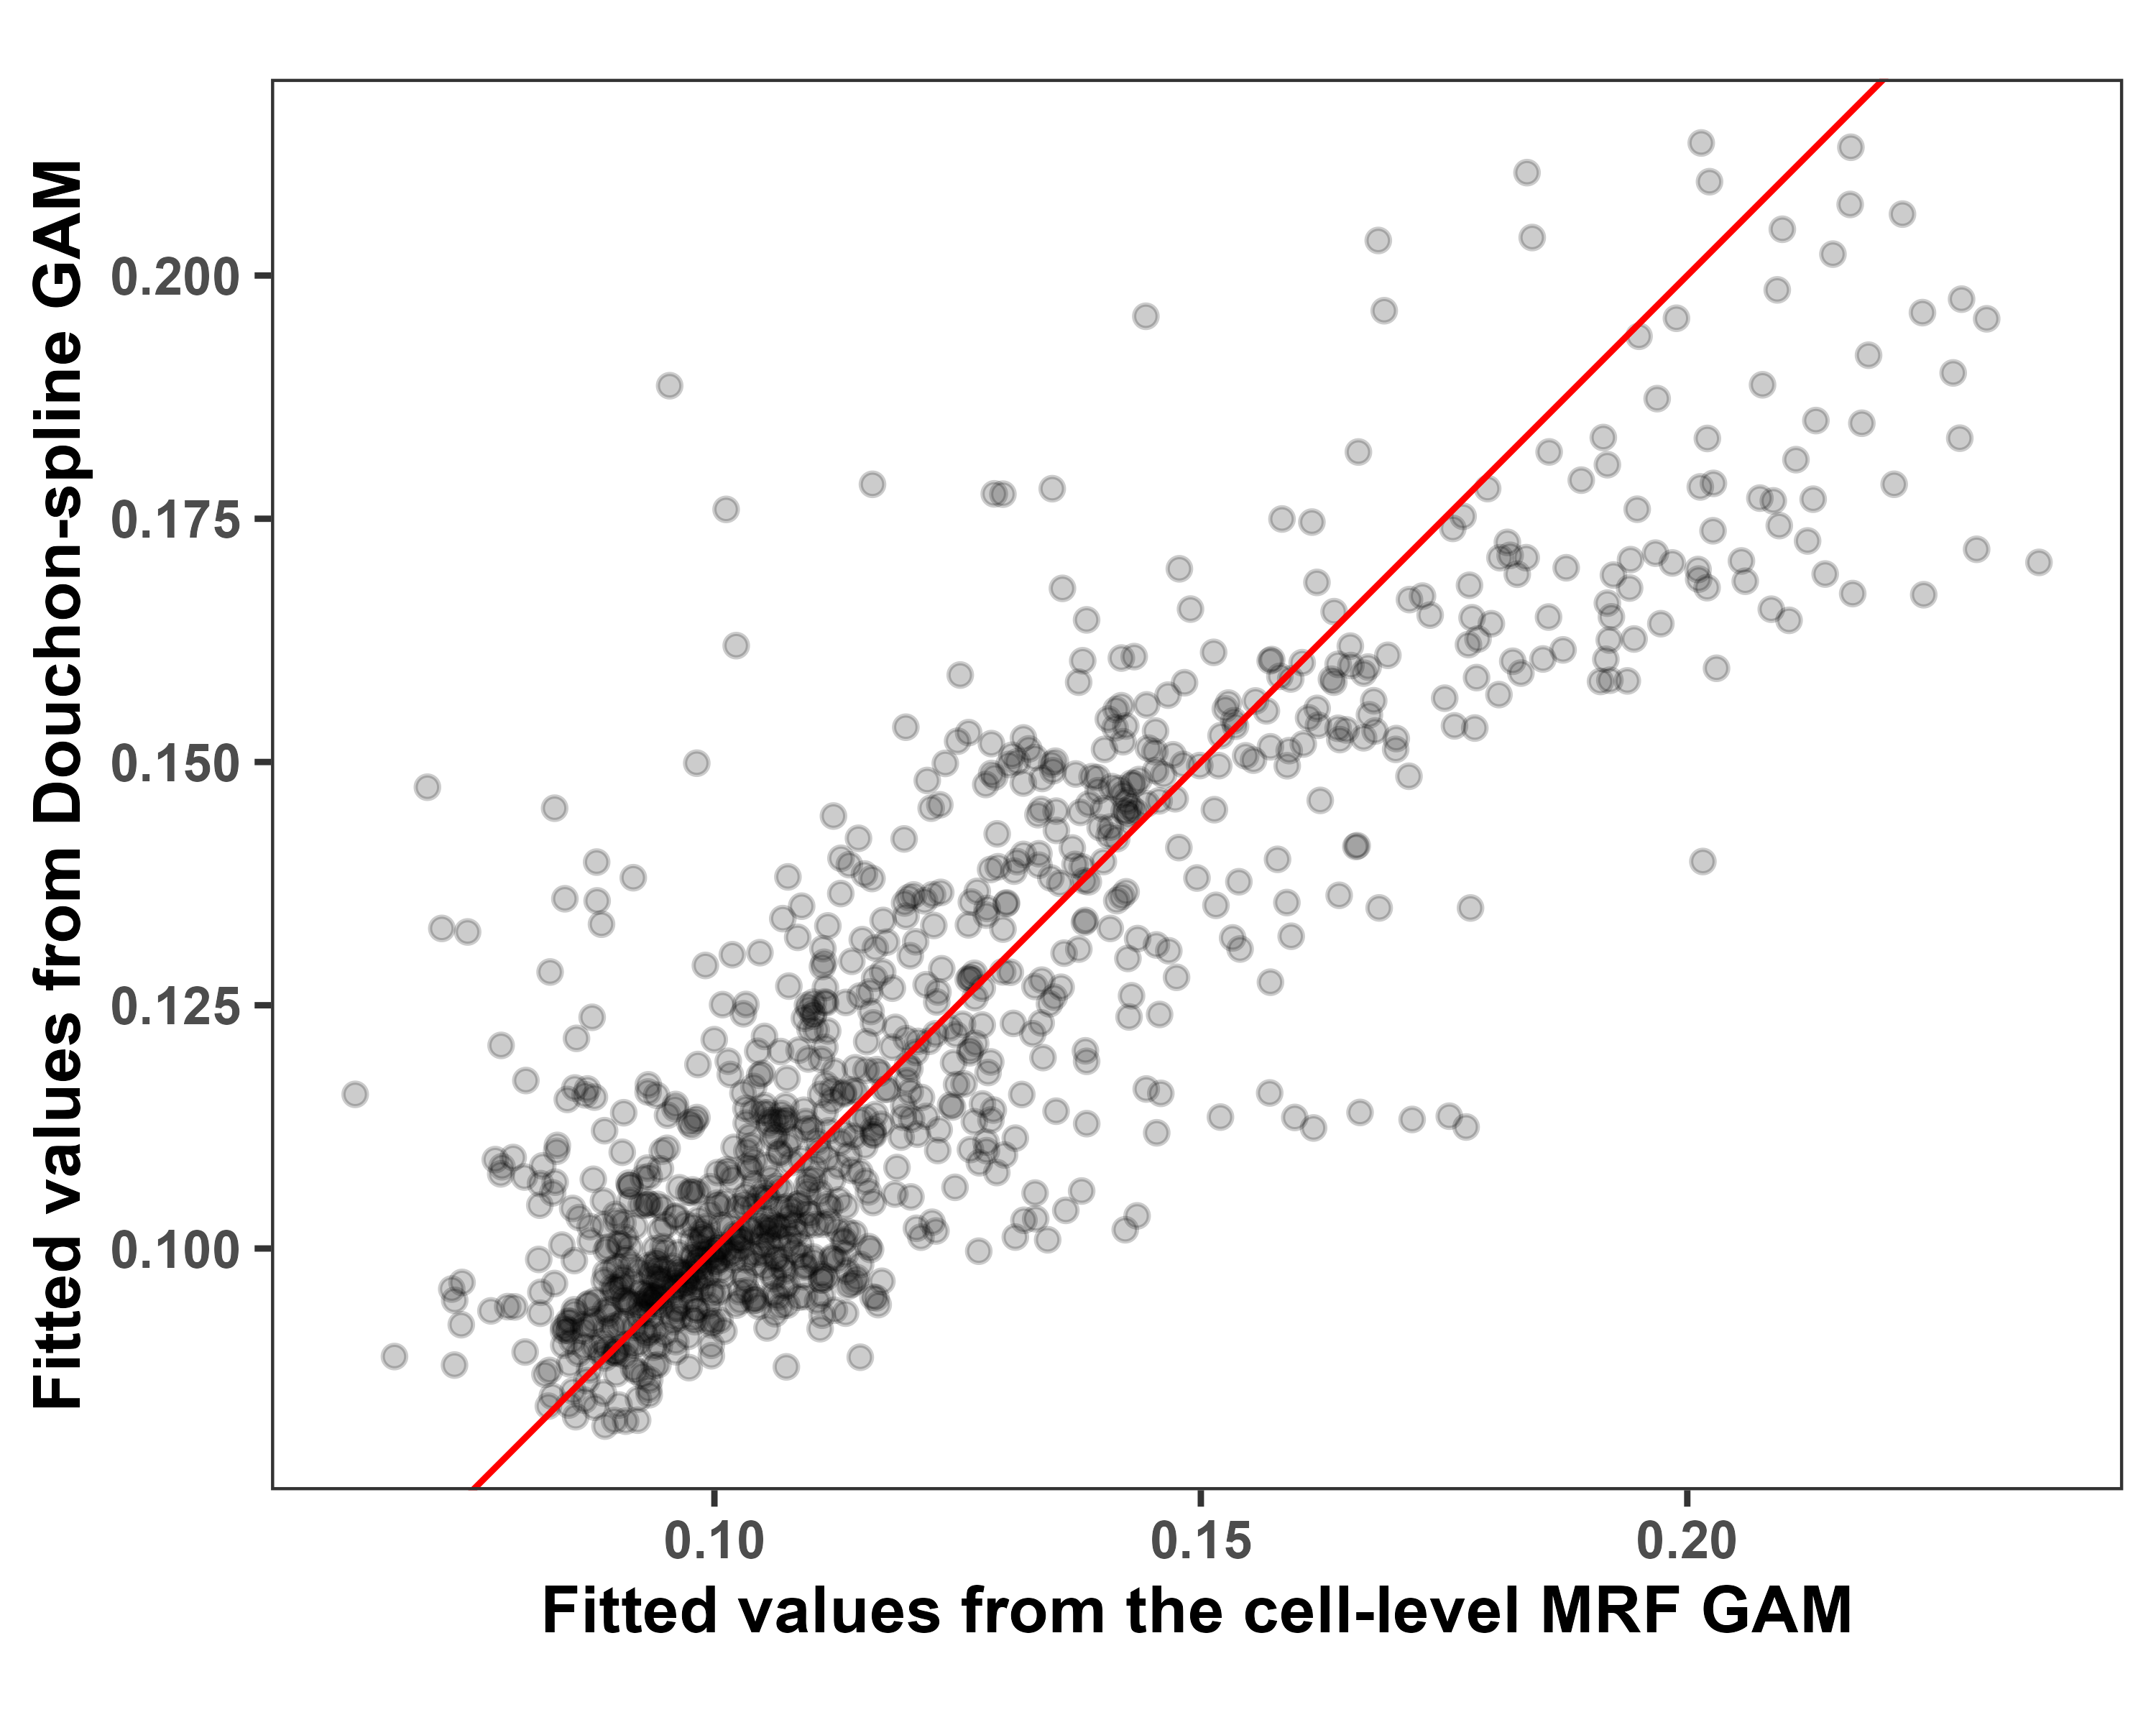 Fitted values from Douchon-spline GAM
0.200
0.175
0.150
0.125
0.100
0.10 0.15 0.20
Fitted values from the cell-level MRF GAM